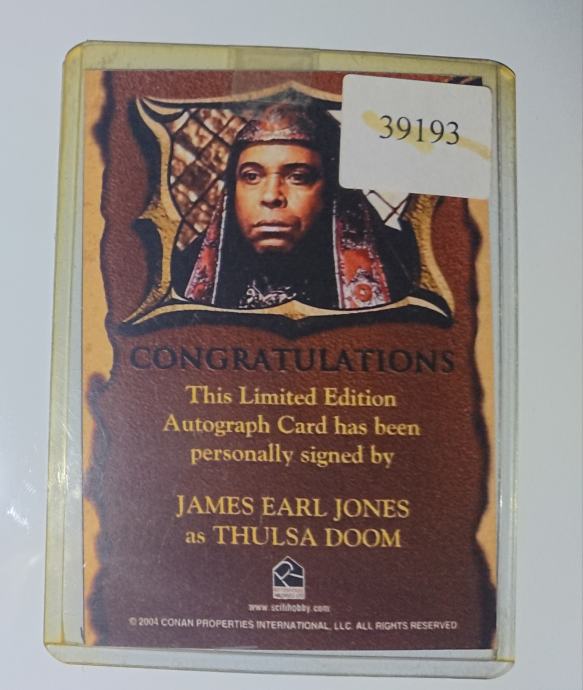 39193
CONGRATULATIONS
This Limited Edition
Autograph Card has been
personally signed by
JAMES EARL JONES
as THULSA DOOM
www.scifihobby.com
© 2004 CONAN PROPERTIES INTERNATIONAL, LLC. ALL RIGHTS RESERVED